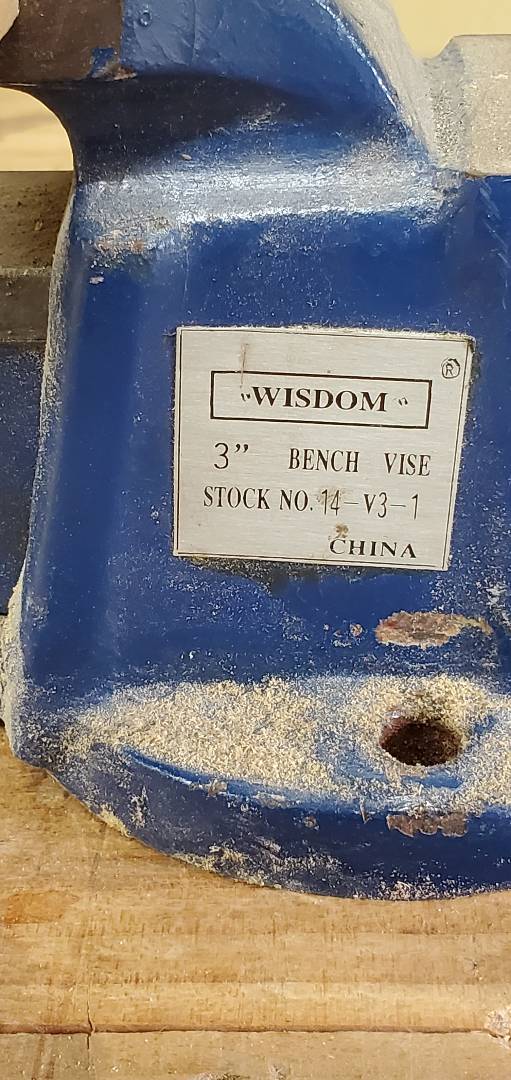 ®
"WISDOM"
3” BENCH VISE
STOCK NO. 14-V3-1
CHINA